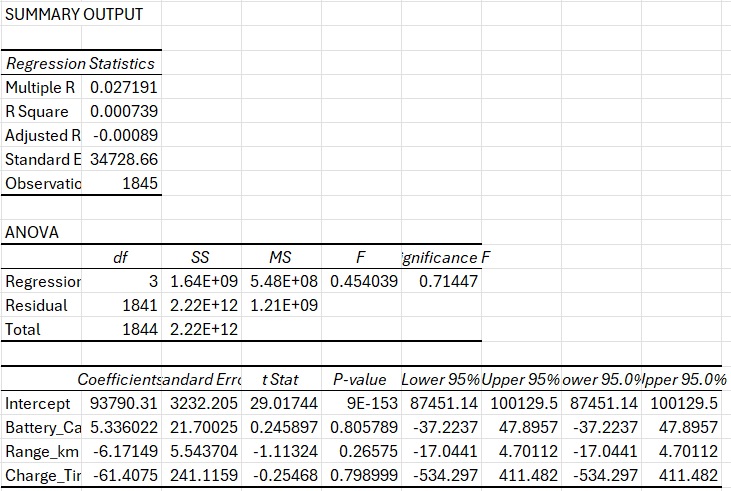 SUMMARY OUTPUT
Regression Statistics
Multiple R 0.027191
R Square 0.000739
Adjusted R -0.00089
Standard E 34728.66
Observatio 1845
ANOVA
df SS MS F ignificance F
Regression 3 1.64E+09 5.48E+08 0.454039 0.71447
Residual 1841 2.22E+12 1.21E+09
Total 1844 2.22E+12
Coefficients andard Erro t Stat P-value Lower 95% Upper 95% ower 95.0% Upper 95.0%
Intercept 93790.31 3232.205 29.01744 9E-153 87451.14 100129.5 87451.14 100129.5
Battery_Ca 5.336022 21.70025 0.245897 0.805789 -37.2237 47.8957 -37.2237 47.8957
Range_km -6.17149 5.543704 -1.11324 0.26575 -17.0441 4.70112 -17.0441 4.70112
Charge_Tir -61.4075 241.1159 -0.25468 0.798999 -534.297 411.482 -534.297 411.482